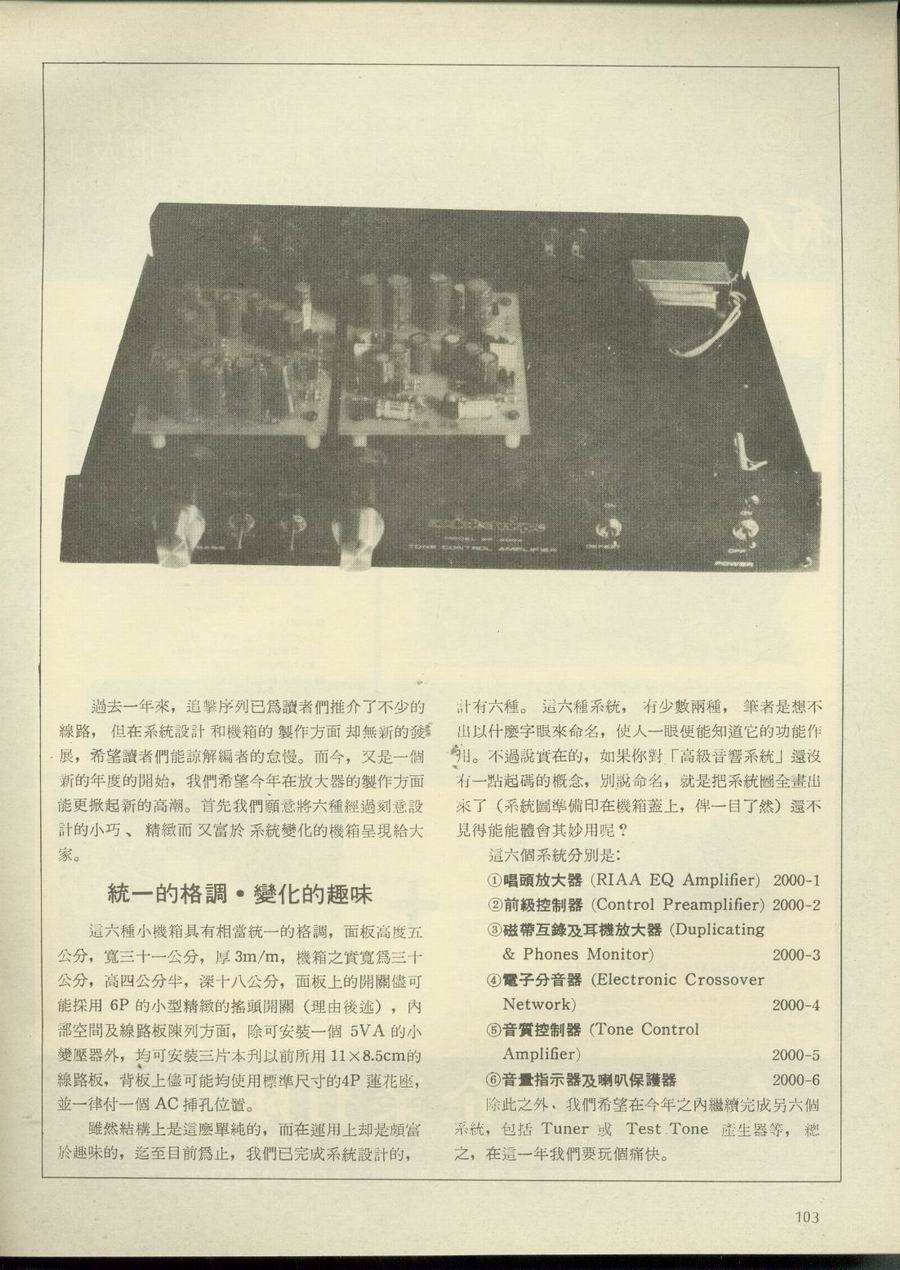 audiotechnique
TONE CONTROL AMPLIFIER
BASS
ON
DEFEAT
ON
OFF
POWER
過去一年來，追擊序列已爲讀者們推介了不少的
線路， 但在系統設計 和機箱的 製作方面 却無新的發
展，希望讀者們能諒解編者的怠慢。而今，又是一個
新的年度的開始，我們希望今年在放大器的製作方面
能更掀起新的高潮。首先我們願意將六種經過刻意設
計的小巧 、 精緻而 又富於 系統變化的機箱呈現給大
家。
統一的格調・變化的趣味
這六種小機箱具有相當統一的格調，面板高度五
公分，寬三十一公分，厚 3m/m，機箱之實寬爲三十
公分，高四公分半，深十八公分，面板上的開關儘可
能採用 6P 的小型精緻的搖頭開關（理由後述），內
部空間及線路板陳列方面，除可安裝一個 5VA 的小
變壓器外，均可安裝三片本刊以前所用 11×8.5cm的
線路板，背板上儘可能均使用標準尺寸的4P 蓮花座，
並一律付一個 AC 挿孔位置。
雖然結構上是這麽單純的，而在運用上却是頗富
於趣味的，迄至目前爲止，我們已完成系統設計的，
計有六種。 這六種系統， 有少數兩種， 筆者是想不
出以什麽字眼來命名，使人一眼便能知道它的功能作
用。不過說實在的，如果你對「高級音響系統」還沒
有一點起碼的槪念，別說命名，就是把系統圖全畫出
來了（系統圖準備印在機箱蓋上，俾一目了然）還不
見得能能體會其妙用呢？
這六個系統分別是：
①唱頭放大器 (RIAA EQ Amplifier) 2000-1
②前級控制器 (Control Preamplifier) 2000-2
③磁帶互錄及耳機放大器 (Duplicating
& Phones Monitor) 2000-3
④電子分音器 (Electronic Crossover
Network) 2000-4
⑤音質控制器 (Tone Control
Amplifier) 2000-5
⑥音量指示器及喇叭保護器 2000-6
除此之外、我們希望在今年之內繼續完成另六個
系統，包括 Tuner 或 Test Tone 產生器等， 總
之，在這一年我們要玩個痛快。
103